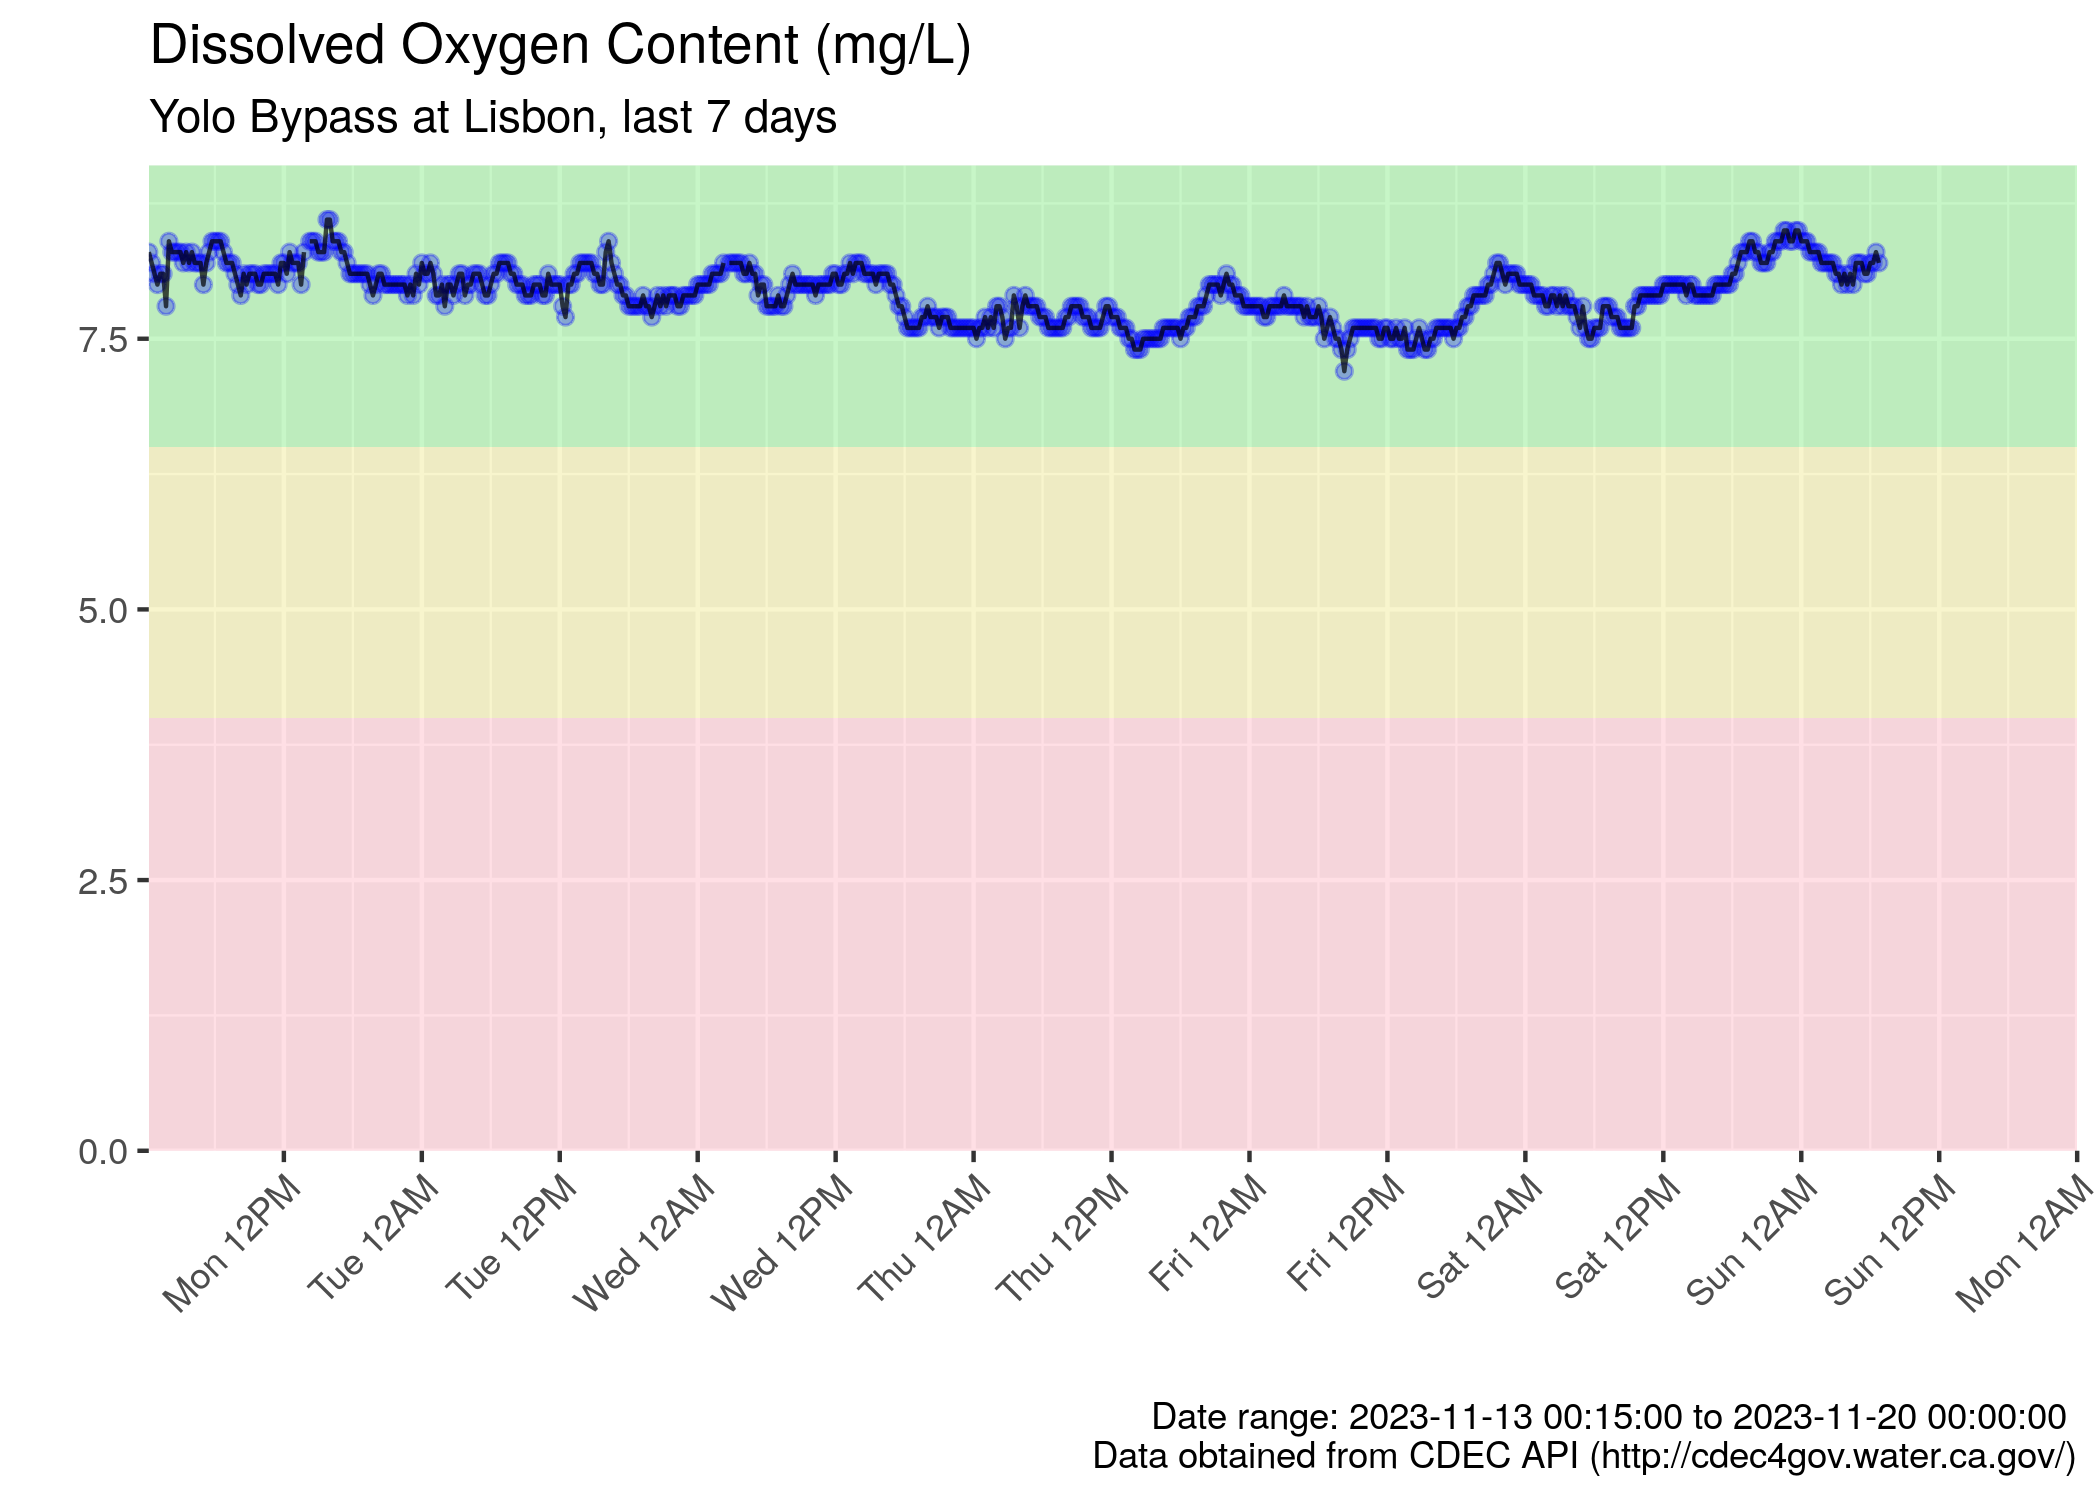 Dissolved Oxygen Content (mg/L)
Yolo Bypass at Lisbon, last 7 days
7.5
5.0
2.5
0.0
Mon 12PM
Tue 12AM
Tue 12PM
Wed 12AM
Wed 12PM
Thu 12AM
Thu 12PM
Fri 12AM
Fri 12PM
Sat 12AM
Sat 12PM
Sun 12AM
Sun 12PM
Mon 12AM
Date range: 2023-11-13 00:15:00 to 2023-11-20 00:00:00
Data obtained from CDEC API (http://cdec4gov.water.ca.gov/)